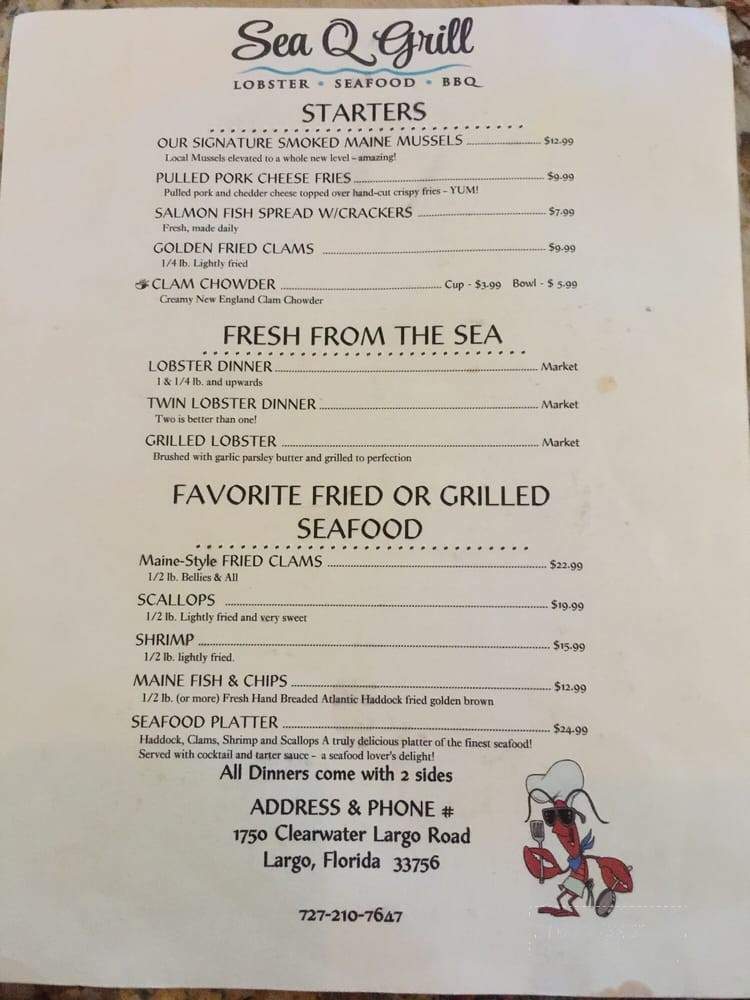 Sea Q Grill
LOBSTER • SEAFOOD • BBQ
STARTERS
OUR SIGNATURE SMOKED MAINE MUSSELS ........ $12.99
Local Mussels elevated to a whole new level - amazing!
PULLED PORK CHEESE FRIES ........ $9.99
Pulled pork and chedder cheese topped over hand-cut crispy fries - YUM!
SALMON FISH SPREAD W/CRACKERS ........ $7.99
Fresh, made daily
GOLDEN FRIED CLAMS ........ $9.99
1/4 lb. Lightly fried
CLAM CHOWDER ........ Cup - $3.99 Bowl - $ 5.99
Creamy New England Clam Chowder
FRESH FROM THE SEA
LOBSTER DINNER ........ Market
1 & 1/4 lb. and upwards
TWIN LOBSTER DINNER ........ Market
Two is better than one!
GRILLED LOBSTER ........ Market
Brushed with garlic parsley butter and grilled to perfection
FAVORITE FRIED OR GRILLED
SEAFOOD
Maine-Style FRIED CLAMS ........ $22.99
1/2 lb. Bellies & All
SCALLOPS ........ $19.99
1/2 lb. Lightly fried and very sweet
SHRIMP ........ $15.99
1/2 lb. lightly fried.
MAINE FISH & CHIPS ........ $12.99
1/2 lb. (or more) Fresh Hand Breaded Atlantic Haddock fried golden brown
SEAFOOD PLATTER ........ $24.99
Haddock, Clams, Shrimp and Scallops A truly delicious platter of the finest seafood!
Served with cocktail and tarter sauce - a seafood lover's delight!
All Dinners come with 2 sides
ADDRESS & PHONE #
1750 Clearwater Largo Road
Largo, Florida 33756
727-210-7647